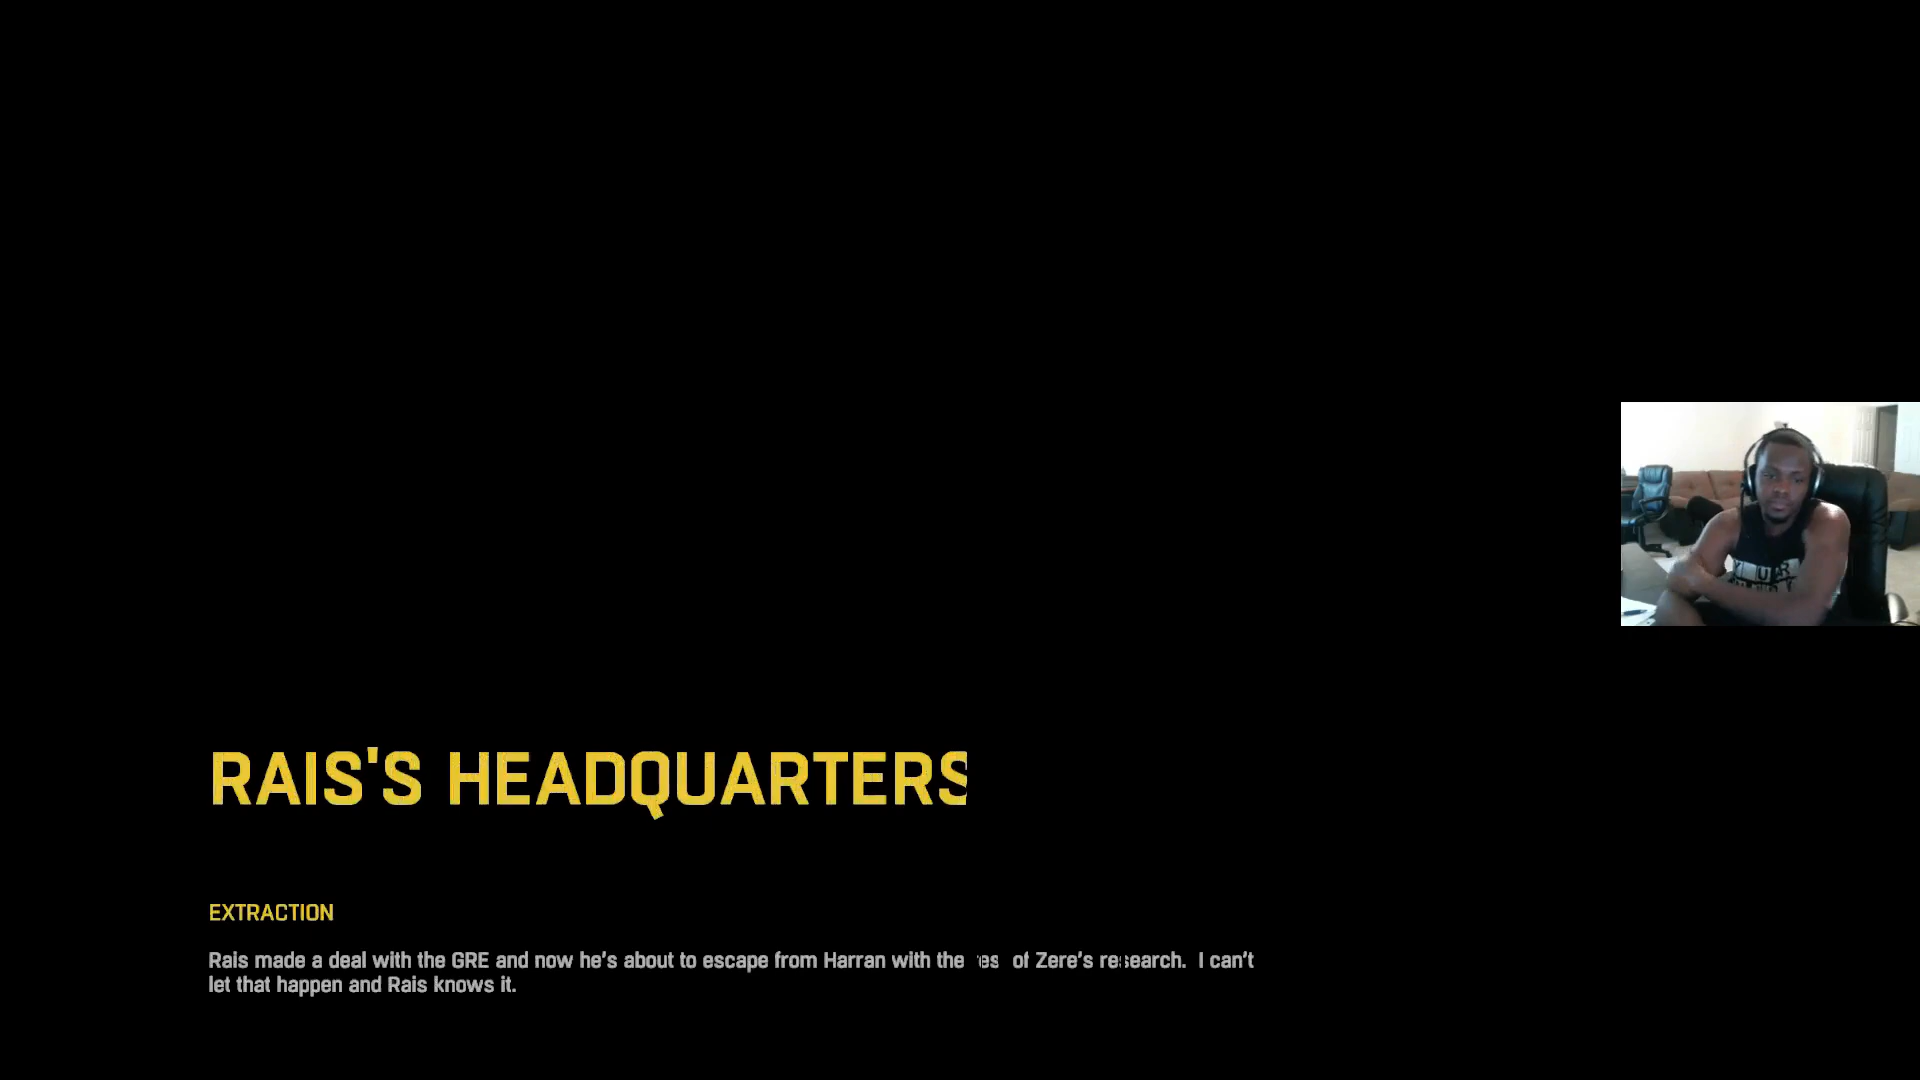 RAIS'S HEADQUARTERS
EXTRACTION
Rais made a deal with the GRE and now he's about to escape from Harran with the of Zere's research. I can't
let that happen and Rais knows it.